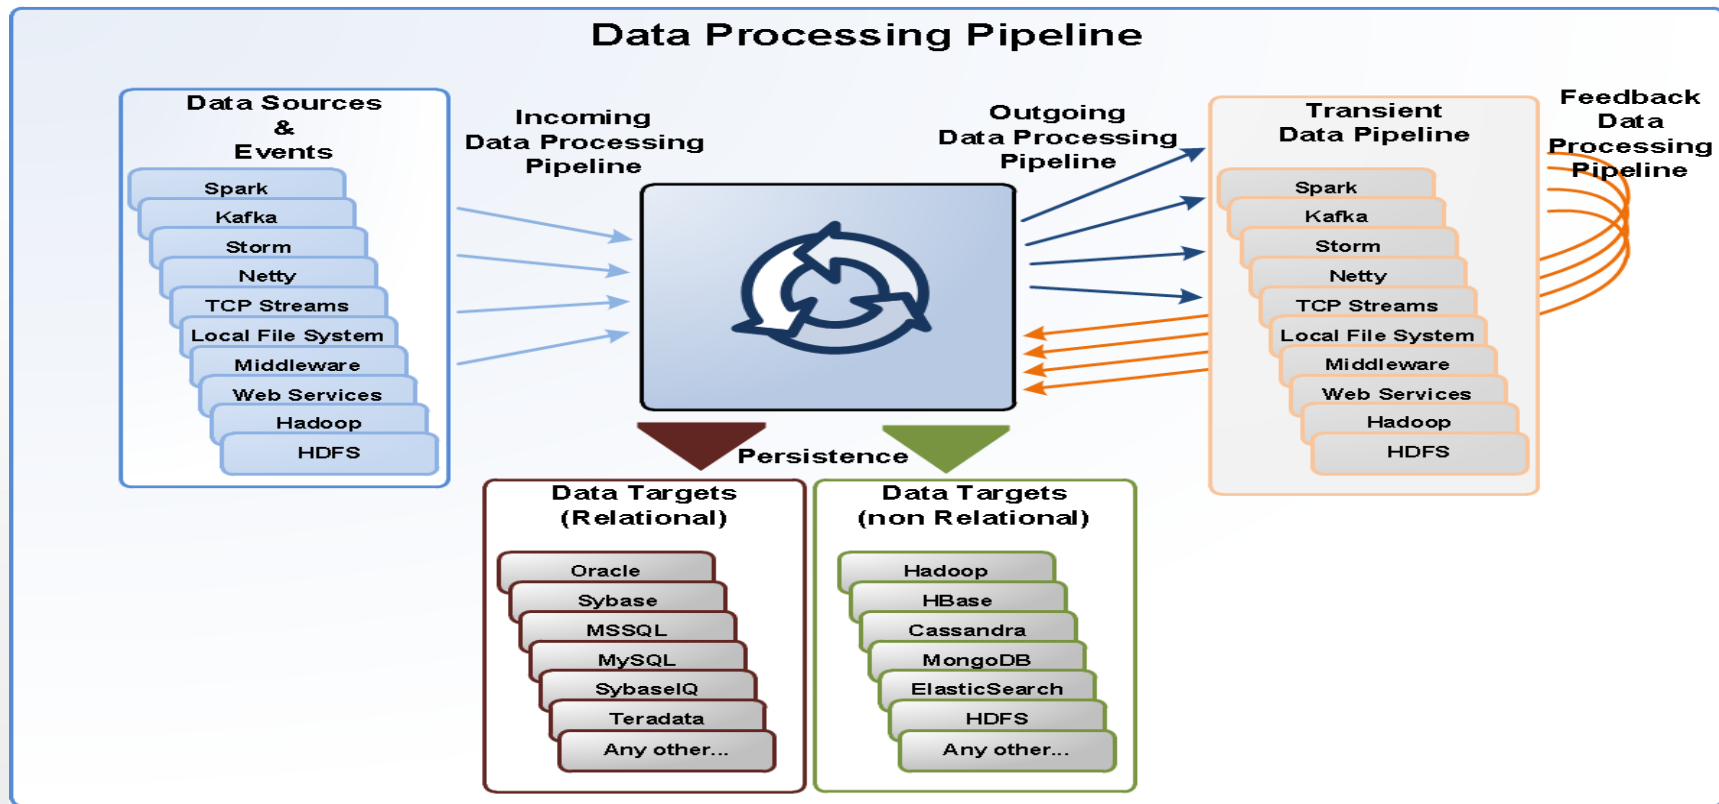 Data Processing Pipeline
Data Sources
&
Events
Spark
Kafka
Storm
Netty
TCP Streams
Local File System
Middleware
Web Services
Hadoop
HDFS
Incoming
Data Processing
Pipeline
Outgoing
Data Processing
Pipeline
Transient
Data Pipeline
Spark
Kafka
Storm
Netty
TCP Streams
Local File System
Middleware
Web Services
Hadoop
HDFS
Feedback
Data
Processing
Pipeline
Persistence
Data Targets
(Relational)
Oracle
Sybase
MSSQL
MySQL
SybaseIQ
Teradata
Any other...
Data Targets
(non Relational)
Hadoop
HBase
Cassandra
MongoDB
ElasticSearch
HDFS
Any other...